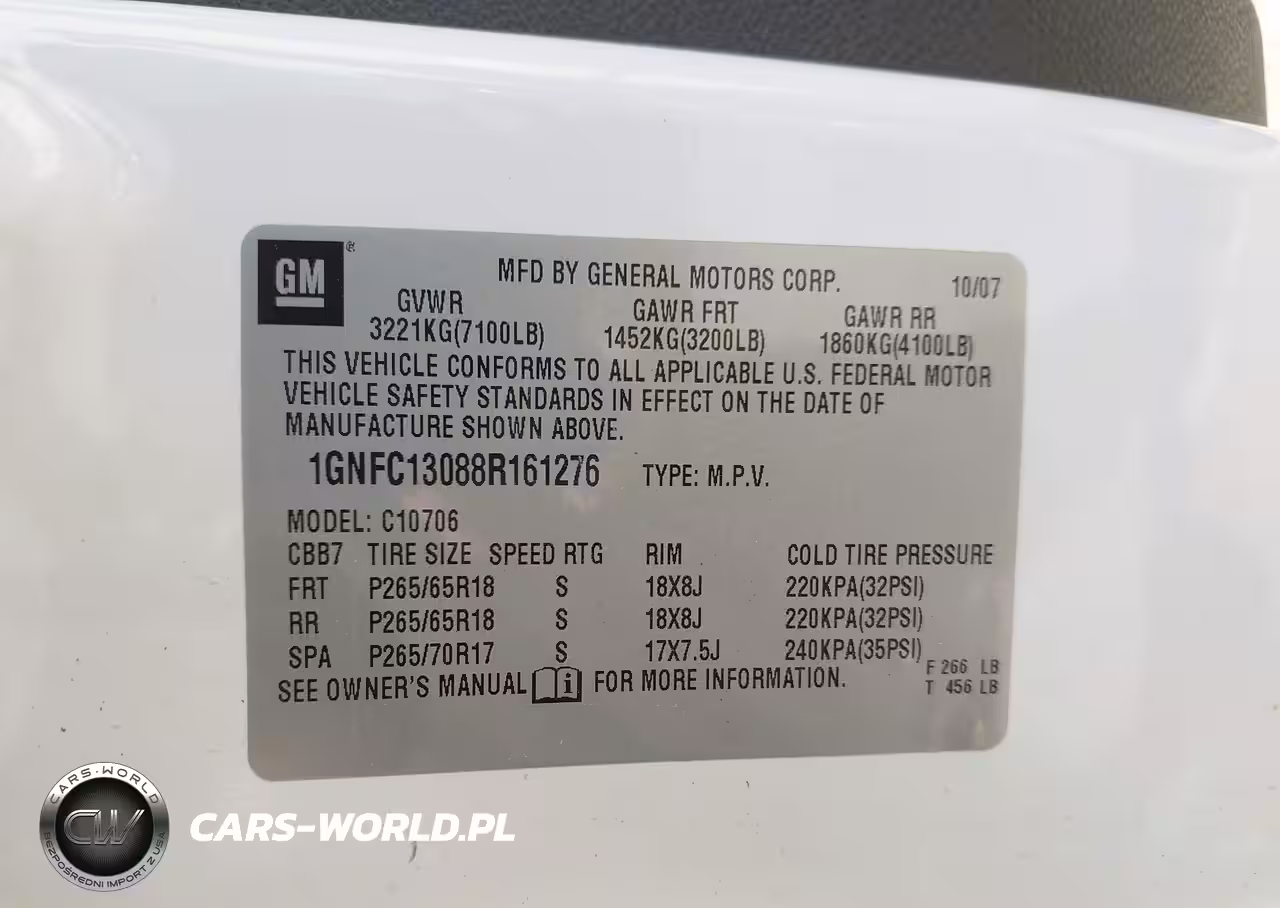 GM ®
MFD BY GENERAL MOTORS CORP. 10/07
GVWR GAWR FRT GAWR RR
3221KG(7100LB) 1452KG(3200LB) 1860KG(4100LB)
THIS VEHICLE CONFORMS TO ALL APPLICABLE U.S. FEDERAL MOTOR
VEHICLE SAFETY STANDARDS IN EFFECT ON THE DATE OF
MANUFACTURE SHOWN ABOVE.
1GNFC13088R161276 TYPE: M.P.V.
MODEL: C10706
CBB7 TIRE SIZE SPEED RTG RIM COLD TIRE PRESSURE
FRT P265/65R18 S 18X8J 220KPA(32PSI)
RR P265/65R18 S 18X8J 220KPA(32PSI)
SPA P265/70R17 S 17X7.5J 240KPA(35PSI)
F 266 LB
SEE OWNER'S MANUAL i FOR MORE INFORMATION.
T 456 LB
CARS-WORLD
CW
BEZPOŚREDNI IMPORT Z USA
CARS-WORLD.PL